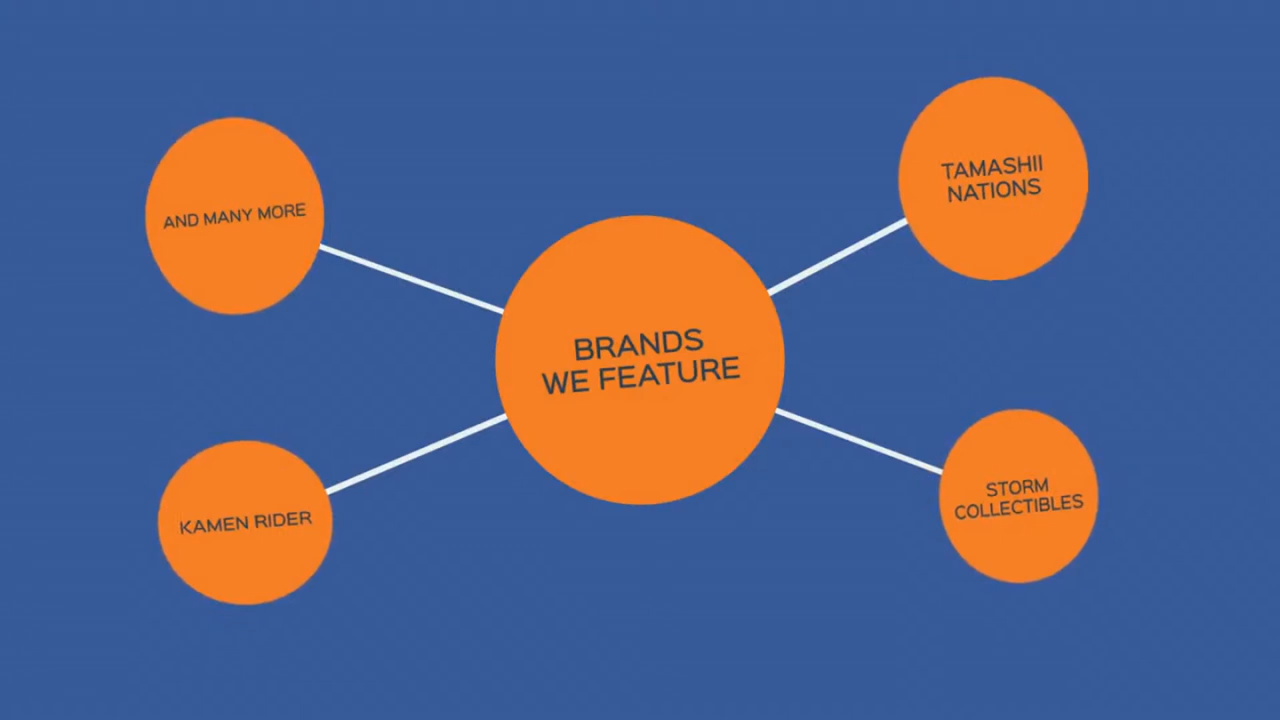 BRANDS
WE FEATURE
AND MANY MORE
TAMASHII
NATIONS
KAMEN RIDER
STORM
COLLECTIBLES